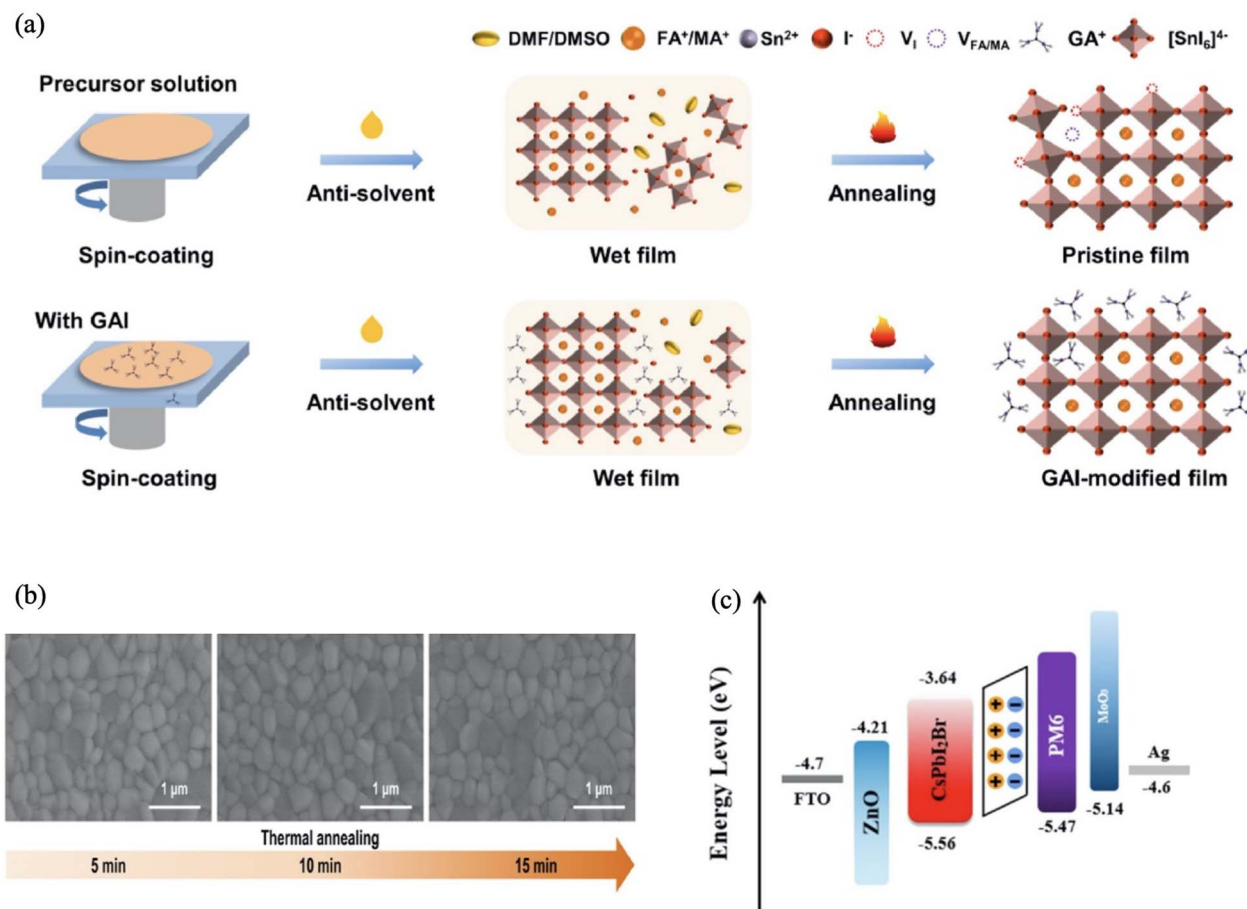 (a)
DMF/DMSO FA⁺/MA⁺ Sn²⁺ I⁻ V_I V_FA/MA GA⁺ [SnI₆]⁴⁻
Precursor solution
Anti-solvent
Annealing
Spin-coating
Wet film
Pristine film
With GAI
Anti-solvent
Annealing
Spin-coating
Wet film
GAI-modified film
(b)
1 μm
1 μm
1 μm
Thermal annealing
5 min
10 min
15 min
(c)
Energy Level (eV)
-4.7
FTO
-4.21
ZnO
-3.64
CsPbI₂Br
-5.56
+ −
+ −
+ −
+ −
PM6
-5.47
MoO₃
-5.14
Ag
-4.6